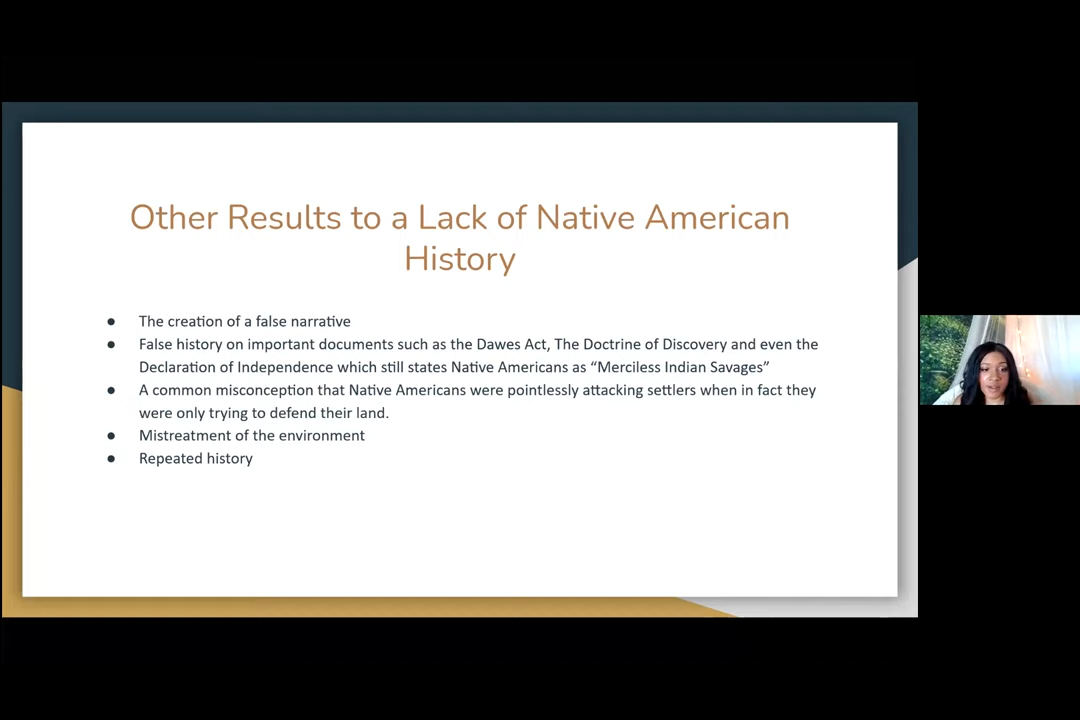 Other Results to a Lack of Native American
History
● The creation of a false narrative
● False history on important documents such as the Dawes Act, The Doctrine of Discovery and even the
Declaration of Independence which still states Native Americans as “Merciless Indian Savages”
● A common misconception that Native Americans were pointlessly attacking settlers when in fact they
were only trying to defend their land.
● Mistreatment of the environment
● Repeated history